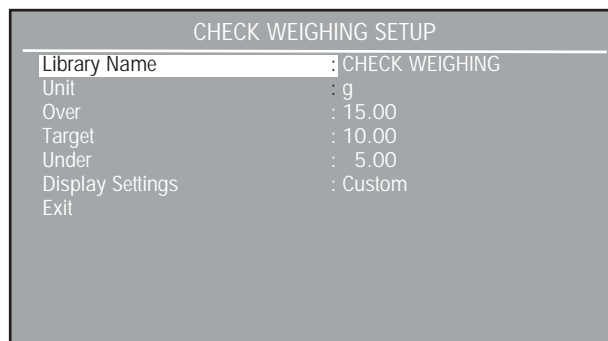 CHECK WEIGHING SETUP
Library Name : CHECK WEIGHING
Unit : g
Over : 15.00
Target : 10.00
Under : 5.00
Display Settings : Custom
Exit